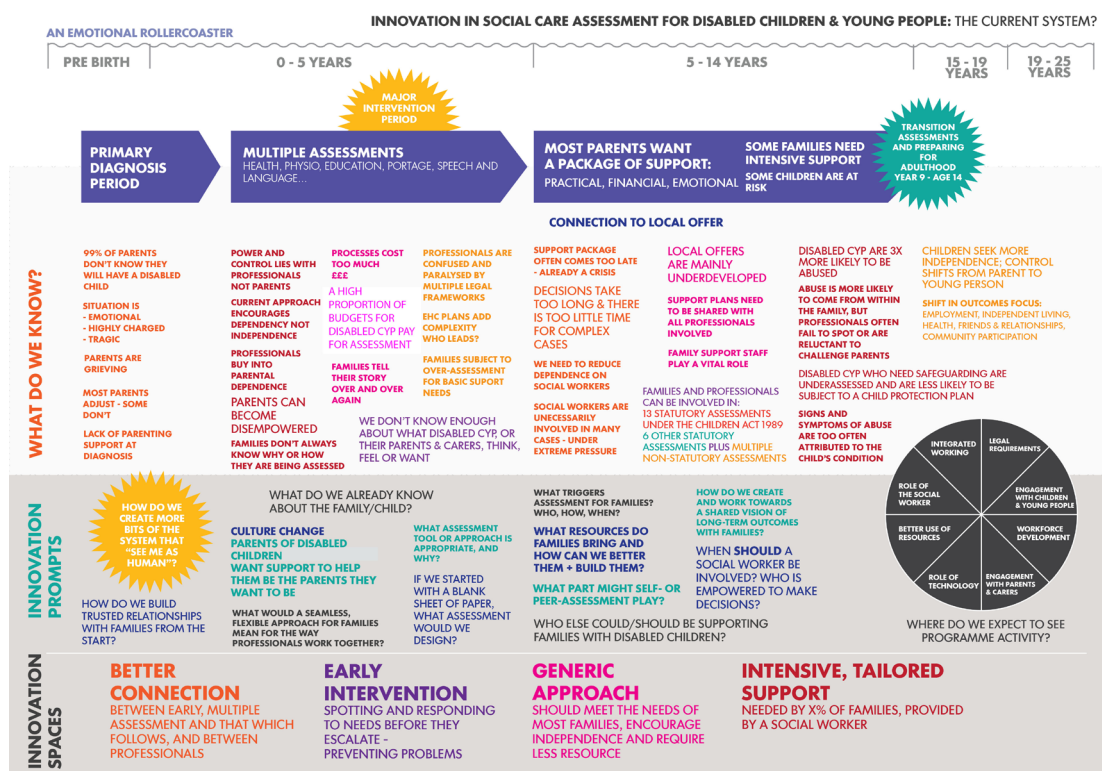 INNOVATION IN SOCIAL CARE ASSESSMENT FOR DISABLED CHILDREN & YOUNG PEOPLE: THE CURRENT SYSTEM?
AN EMOTIONAL ROLLERCOASTER
PRE BIRTH
0 - 5 YEARS
5 - 14 YEARS
15 - 19
YEARS
19 - 25
YEARS
MAJOR
INTERVENTION
PERIOD
PRIMARY
DIAGNOSIS
PERIOD
MULTIPLE ASSESSMENTS
HEALTH, PHYSIO, EDUCATION, PORTAGE, SPEECH AND
LANGUAGE...
MOST PARENTS WANT
A PACKAGE OF SUPPORT:
PRACTICAL, FINANCIAL, EMOTIONAL
SOME FAMILIES NEED
INTENSIVE SUPPORT
SOME CHILDREN ARE AT
RISK
TRANSITION
ASSESSMENTS
AND PREPARING
FOR
ADULTHOOD
YEAR 9 - AGE 14
CONNECTION TO LOCAL OFFER
WHAT DO WE KNOW?
99% OF PARENTS
DON'T KNOW THEY
WILL HAVE A DISABLED
CHILD
SITUATION IS
- EMOTIONAL
- HIGHLY CHARGED
- TRAGIC
PARENTS ARE
GRIEVING
MOST PARENTS
ADJUST - SOME
DON'T
LACK OF PARENTING
SUPPORT AT
DIAGNOSIS
POWER AND
CONTROL LIES WITH
PROFESSIONALS
NOT PARENTS
CURRENT APPROACH
ENCOURAGES
DEPENDENCY NOT
INDEPENDENCE
PROFESSIONALS
BUY INTO
PARENTAL
DEPENDENCE
PARENTS CAN
BECOME
DISEMPOWERED
FAMILIES DON'T ALWAYS
KNOW WHY OR HOW
THEY ARE BEING ASSESSED
PROCESSES COST
TOO MUCH
£££
A HIGH
PROPORTION OF
BUDGETS FOR
DISABLED CYP PAY
FOR ASSESSMENT
FAMILIES TELL
THEIR STORY
OVER AND OVER
AGAIN
PROFESSIONALS ARE
CONFUSED AND
PARALYSED BY
MULTIPLE LEGAL
FRAMEWORKS
EHC PLANS ADD
COMPLEXITY
WHO LEADS?
FAMILIES SUBJECT TO
OVER-ASSESSMENT
FOR BASIC SUPORT
NEEDS
WE DON'T KNOW ENOUGH
ABOUT WHAT DISABLED CYP, OR
THEIR PARENTS & CARERS, THINK,
FEEL OR WANT
SUPPORT PACKAGE
OFTEN COMES TOO LATE
- ALREADY A CRISIS
DECISIONS TAKE
TOO LONG & THERE
IS TOO LITTLE TIME
FOR COMPLEX
CASES
WE NEED TO REDUCE
DEPENDENCE ON
SOCIAL WORKERS
SOCIAL WORKERS ARE
UNECESSARILY
INVOLVED IN MANY
CASES - UNDER
EXTREME PRESSURE
LOCAL OFFERS
ARE MAINLY
UNDERDEVELOPED
SUPPORT PLANS NEED
TO BE SHARED WITH
ALL PROFESSIONALS
INVOLVED
FAMILY SUPPORT STAFF
PLAY A VITAL ROLE
FAMILIES AND PROFESSIONALS
CAN BE INVOLVED IN:
13 STATUTORY ASSESSMENTS
UNDER THE CHILDREN ACT 1989
6 OTHER STATUTORY
ASSESSMENTS PLUS MULTIPLE
NON-STATUTORY ASSESSMENTS
DISABLED CYP ARE 3X
MORE LIKELY TO BE
ABUSED
ABUSE IS MORE LIKELY
TO COME FROM WITHIN
THE FAMILY, BUT
PROFESSIONALS OFTEN
FAIL TO SPOT OR ARE
RELUCTANT TO
CHALLENGE PARENTS
DISABLED CYP WHO NEED SAFEGUARDING ARE
UNDERASSESSED AND ARE LESS LIKELY TO BE
SUBJECT TO A CHILD PROTECTION PLAN
SIGNS AND
SYMPTOMS OF ABUSE
ARE TOO OFTEN
ATTRIBUTED TO THE
CHILD'S CONDITION
CHILDREN SEEK MORE
INDEPENDENCE; CONTROL
SHIFTS FROM PARENT TO
YOUNG PERSON
SHIFT IN OUTCOMES FOCUS:
EMPLOYMENT, INDEPENDENT LIVING,
HEALTH, FRIENDS & RELATIONSHIPS,
COMMUNITY PARTICIPATION
INTEGRATED
WORKING
LEGAL
REQUIREMENTS
ROLE OF
THE SOCIAL
WORKER
ENGAGEMENT
WITH CHILDREN
& YOUNG PEOPLE
BETTER USE OF
RESOURCES
WORKFORCE
DEVELOPMENT
ROLE OF
TECHNOLOGY
ENGAGEMENT
WITH PARENTS
& CARERS
WHERE DO WE EXPECT TO SEE
PROGRAMME ACTIVITY?
INNOVATION
PROMPTS
HOW DO WE
CREATE MORE
BITS OF THE
SYSTEM THAT
"SEE ME AS
HUMAN"?
HOW DO WE BUILD
TRUSTED RELATIONSHIPS
WITH FAMILIES FROM THE
START?
WHAT DO WE ALREADY KNOW
ABOUT THE FAMILY/CHILD?
CULTURE CHANGE
PARENTS OF DISABLED
CHILDREN
WANT SUPPORT TO HELP
THEM BE THE PARENTS THEY
WANT TO BE
WHAT WOULD A SEAMLESS,
FLEXIBLE APPROACH FOR FAMILIES
MEAN FOR THE WAY
PROFESSIONALS WORK TOGETHER?
WHAT ASSESSMENT
TOOL OR APPROACH IS
APPROPRIATE, AND
WHY?
IF WE STARTED
WITH A BLANK
SHEET OF PAPER,
WHAT ASSESSMENT
WOULD WE
DESIGN?
WHAT TRIGGERS
ASSESSMENT FOR FAMILIES?
WHO, HOW, WHEN?
WHAT RESOURCES DO
FAMILIES BRING AND
HOW CAN WE BETTER
THEM + BUILD THEM?
WHAT PART MIGHT SELF- OR
PEER-ASSESSMENT PLAY?
WHO ELSE COULD/SHOULD BE SUPPORTING
FAMILIES WITH DISABLED CHILDREN?
HOW DO WE CREATE
AND WORK TOWARDS
A SHARED VISION OF
LONG-TERM OUTCOMES
WITH FAMILIES?
WHEN SHOULD A
SOCIAL WORKER BE
INVOLVED? WHO IS
EMPOWERED TO MAKE
DECISIONS?
INNOVATION
SPACES
BETTER
CONNECTION
BETWEEN EARLY, MULTIPLE
ASSESSMENT AND THAT WHICH
FOLLOWS, AND BETWEEN
PROFESSIONALS
EARLY
INTERVENTION
SPOTTING AND RESPONDING
TO NEEDS BEFORE THEY
ESCALATE -
PREVENTING PROBLEMS
GENERIC
APPROACH
SHOULD MEET THE NEEDS OF
MOST FAMILIES, ENCOURAGE
INDEPENDENCE AND REQUIRE
LESS RESOURCE
INTENSIVE, TAILORED
SUPPORT
NEEDED BY X% OF FAMILIES, PROVIDED
BY A SOCIAL WORKER